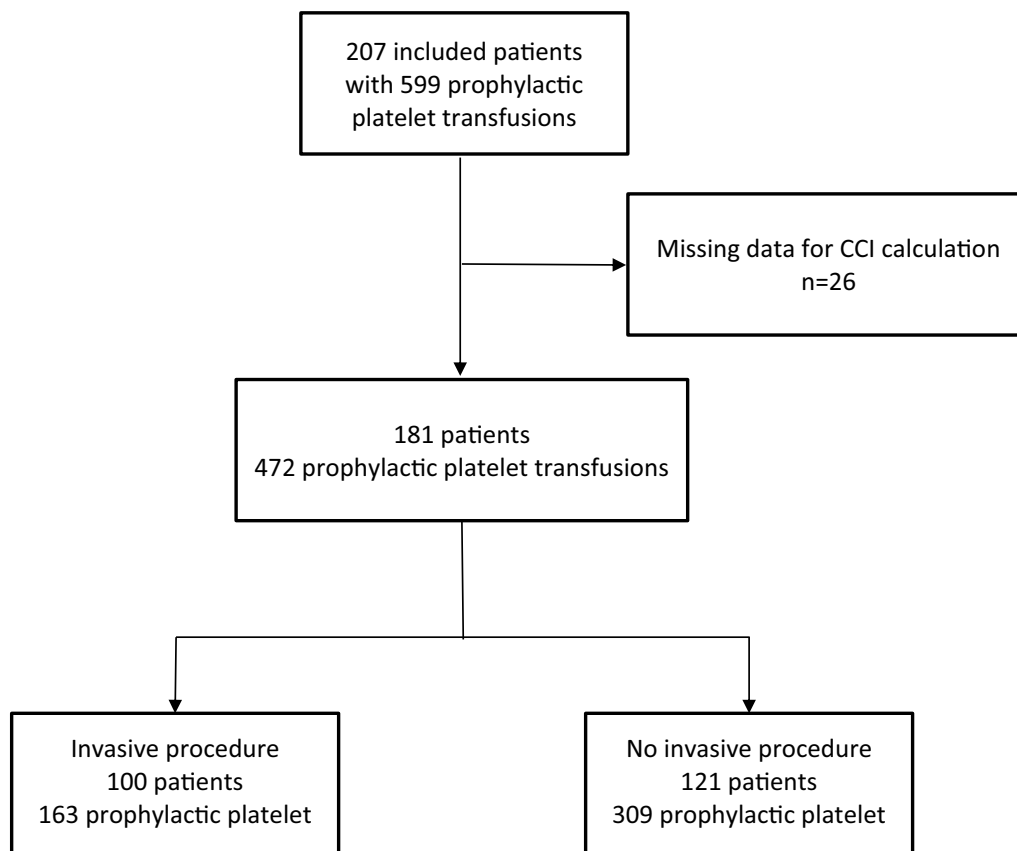 207 included patients
with 599 prophylactic
platelet transfusions
Missing data for CCI calculation
n=26
181 patients
472 prophylactic platelet transfusions
Invasive procedure
100 patients
163 prophylactic platelet
No invasive procedure
121 patients
309 prophylactic platelet